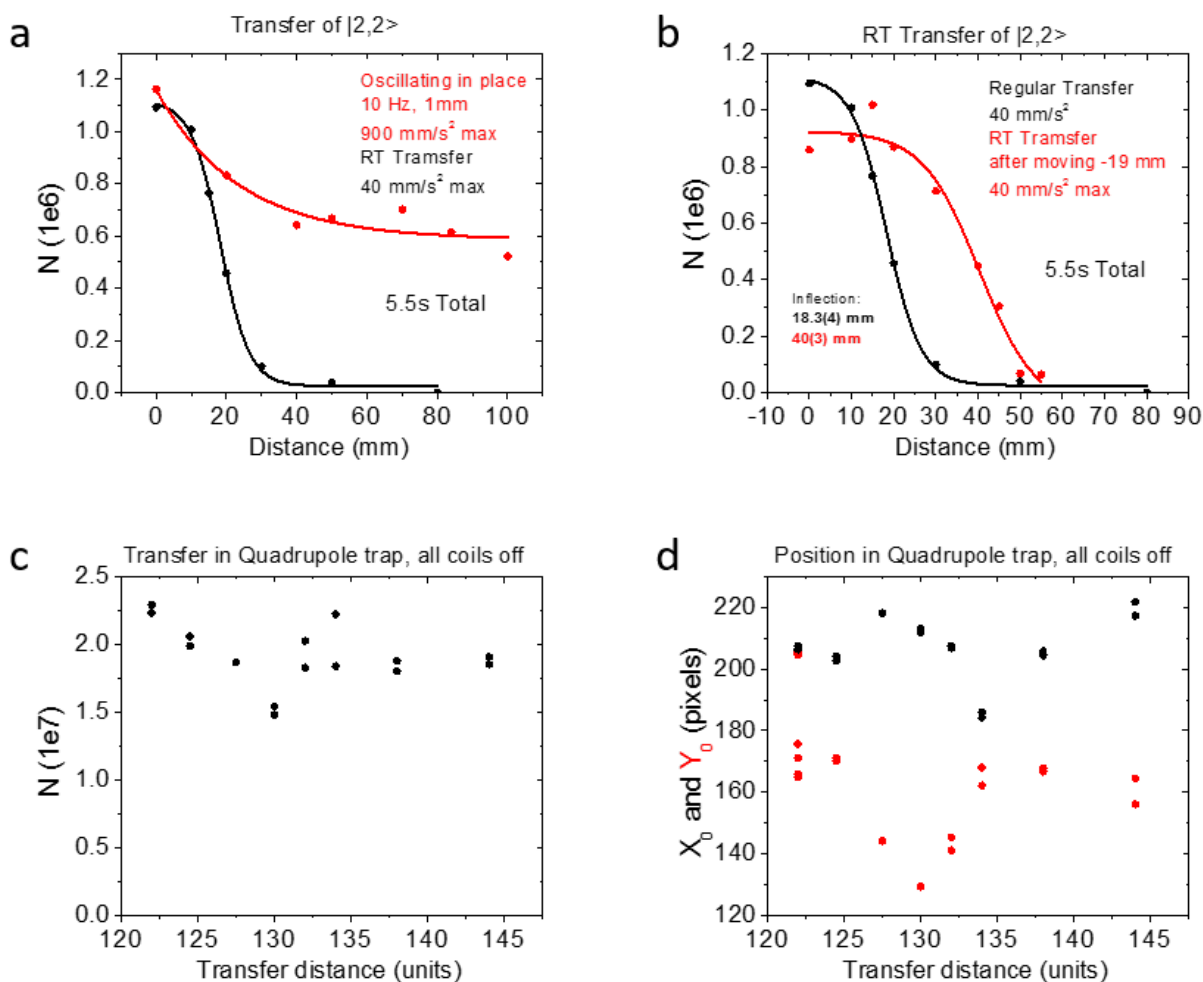 a
Transfer of |2,2>
1.2
1.0
0.8
0.6
0.4
0.2
0.0
N (1e6)
Oscillating in place
10 Hz, 1mm
900 mm/s² max
RT Transfer
40 mm/s² max
5.5s Total
0 20 40 60 80 100
Distance (mm)
b
RT Transfer of |2,2>
1.2
1.0
0.8
0.6
0.4
0.2
0.0
N (1e6)
Regular Transfer
40 mm/s²
RT Transfer
after moving -19 mm
40 mm/s² max
5.5s Total
Inflection:
18.3(4) mm
40(3) mm
-10 0 10 20 30 40 50 60 70 80 90
Distance (mm)
c
Transfer in Quadrupole trap, all coils off
2.5
2.0
1.5
1.0
0.5
0.0
N (1e7)
120 125 130 135 140 145
Transfer distance (units)
d
Position in Quadrupole trap, all coils off
220
200
180
160
140
120
X₀ and Y₀ (pixels)
120 125 130 135 140 145
Transfer distance (units)